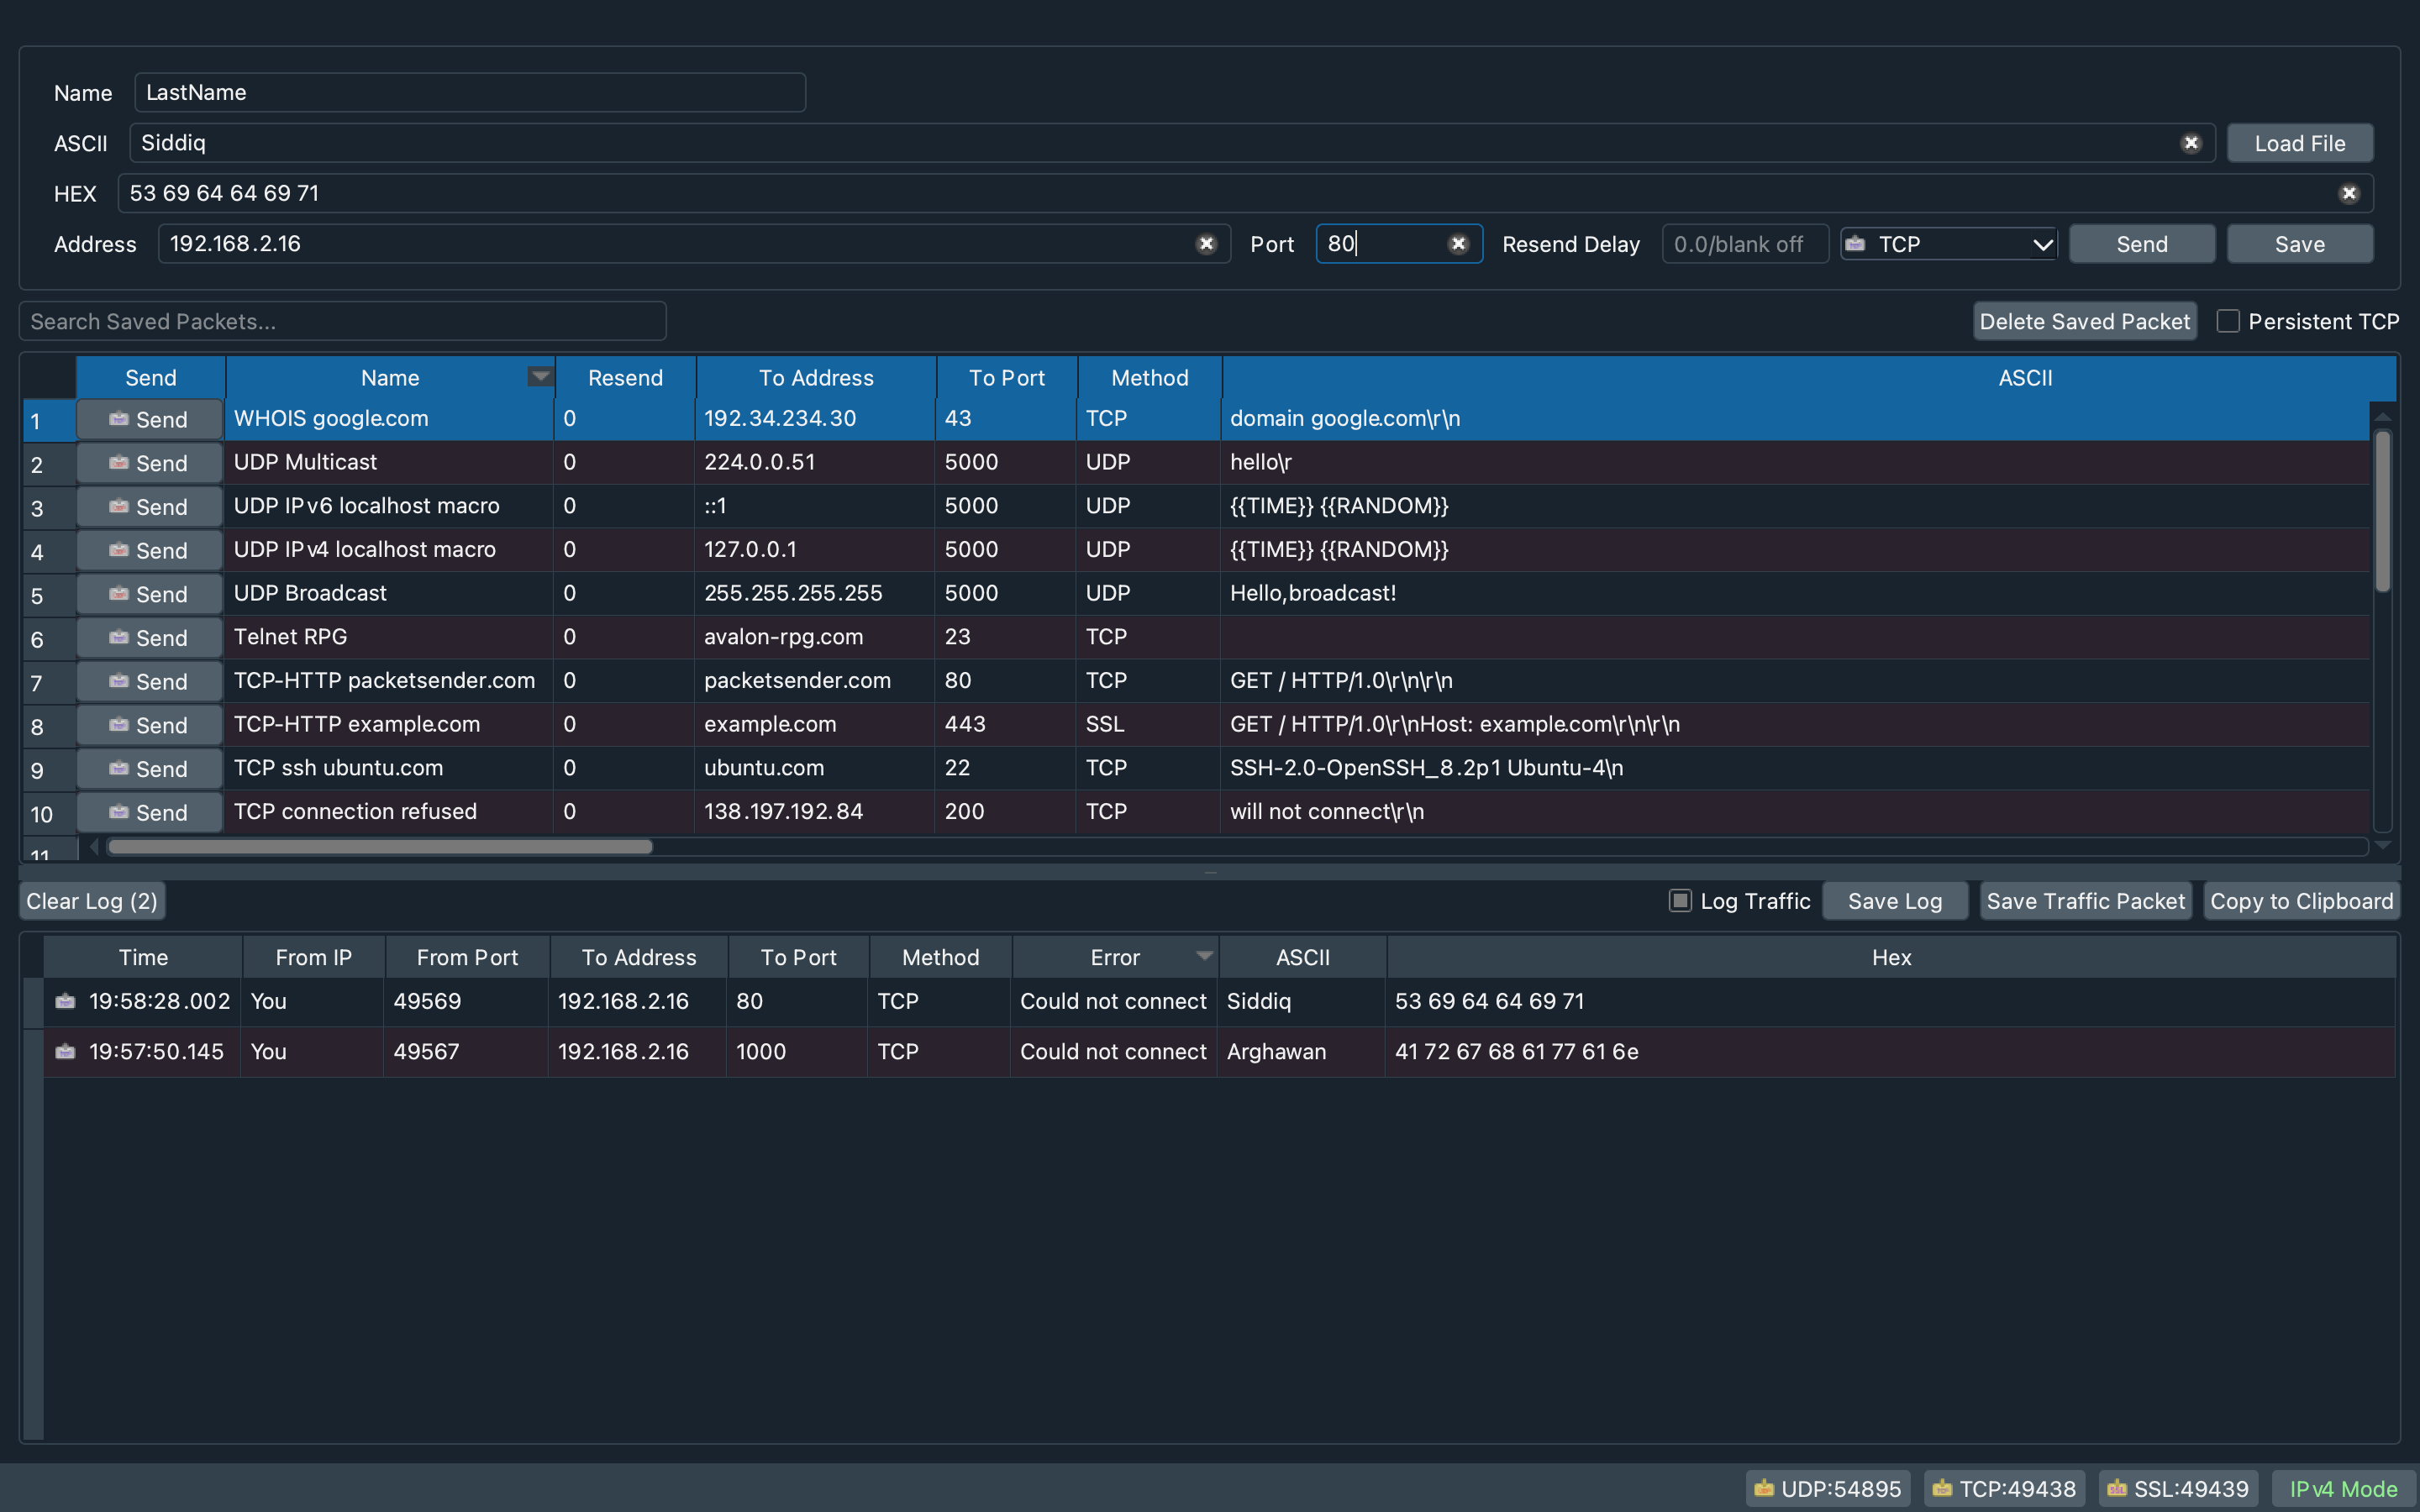 Name LastName
ASCII Siddiq Load File
HEX 53 69 64 64 69 71
Address 192.168.2.16 Port 80 Resend Delay 0.0/blank off TCP Send Save
Search Saved Packets... Delete Saved Packet Persistent TCP
Send Name Resend To Address To Port Method ASCII
1 Send WHOIS google.com 0 192.34.234.30 43 TCP domain google.com\r\n
2 Send UDP Multicast 0 224.0.0.51 5000 UDP hello\r
3 Send UDP IPv6 localhost macro 0 ::1 5000 UDP {{TIME}} {{RANDOM}}
4 Send UDP IPv4 localhost macro 0 127.0.0.1 5000 UDP {{TIME}} {{RANDOM}}
5 Send UDP Broadcast 0 255.255.255.255 5000 UDP Hello,broadcast!
6 Send Telnet RPG 0 avalon-rpg.com 23 TCP
7 Send TCP-HTTP packetsender.com 0 packetsender.com 80 TCP GET / HTTP/1.0\r\n\r\n
8 Send TCP-HTTP example.com 0 example.com 443 SSL GET / HTTP/1.0\r\nHost: example.com\r\n\r\n
9 Send TCP ssh ubuntu.com 0 ubuntu.com 22 TCP SSH-2.0-OpenSSH_8.2p1 Ubuntu-4\n
10 Send TCP connection refused 0 138.197.192.84 200 TCP will not connect\r\n
11
Clear Log (2) Log Traffic Save Log Save Traffic Packet Copy to Clipboard
Time From IP From Port To Address To Port Method Error ASCII Hex
19:58:28.002 You 49569 192.168.2.16 80 TCP Could not connect Siddiq 53 69 64 64 69 71
19:57:50.145 You 49567 192.168.2.16 1000 TCP Could not connect Arghawan 41 72 67 68 61 77 61 6e
UDP:54895 TCP:49438 SSL:49439 IPv4 Mode